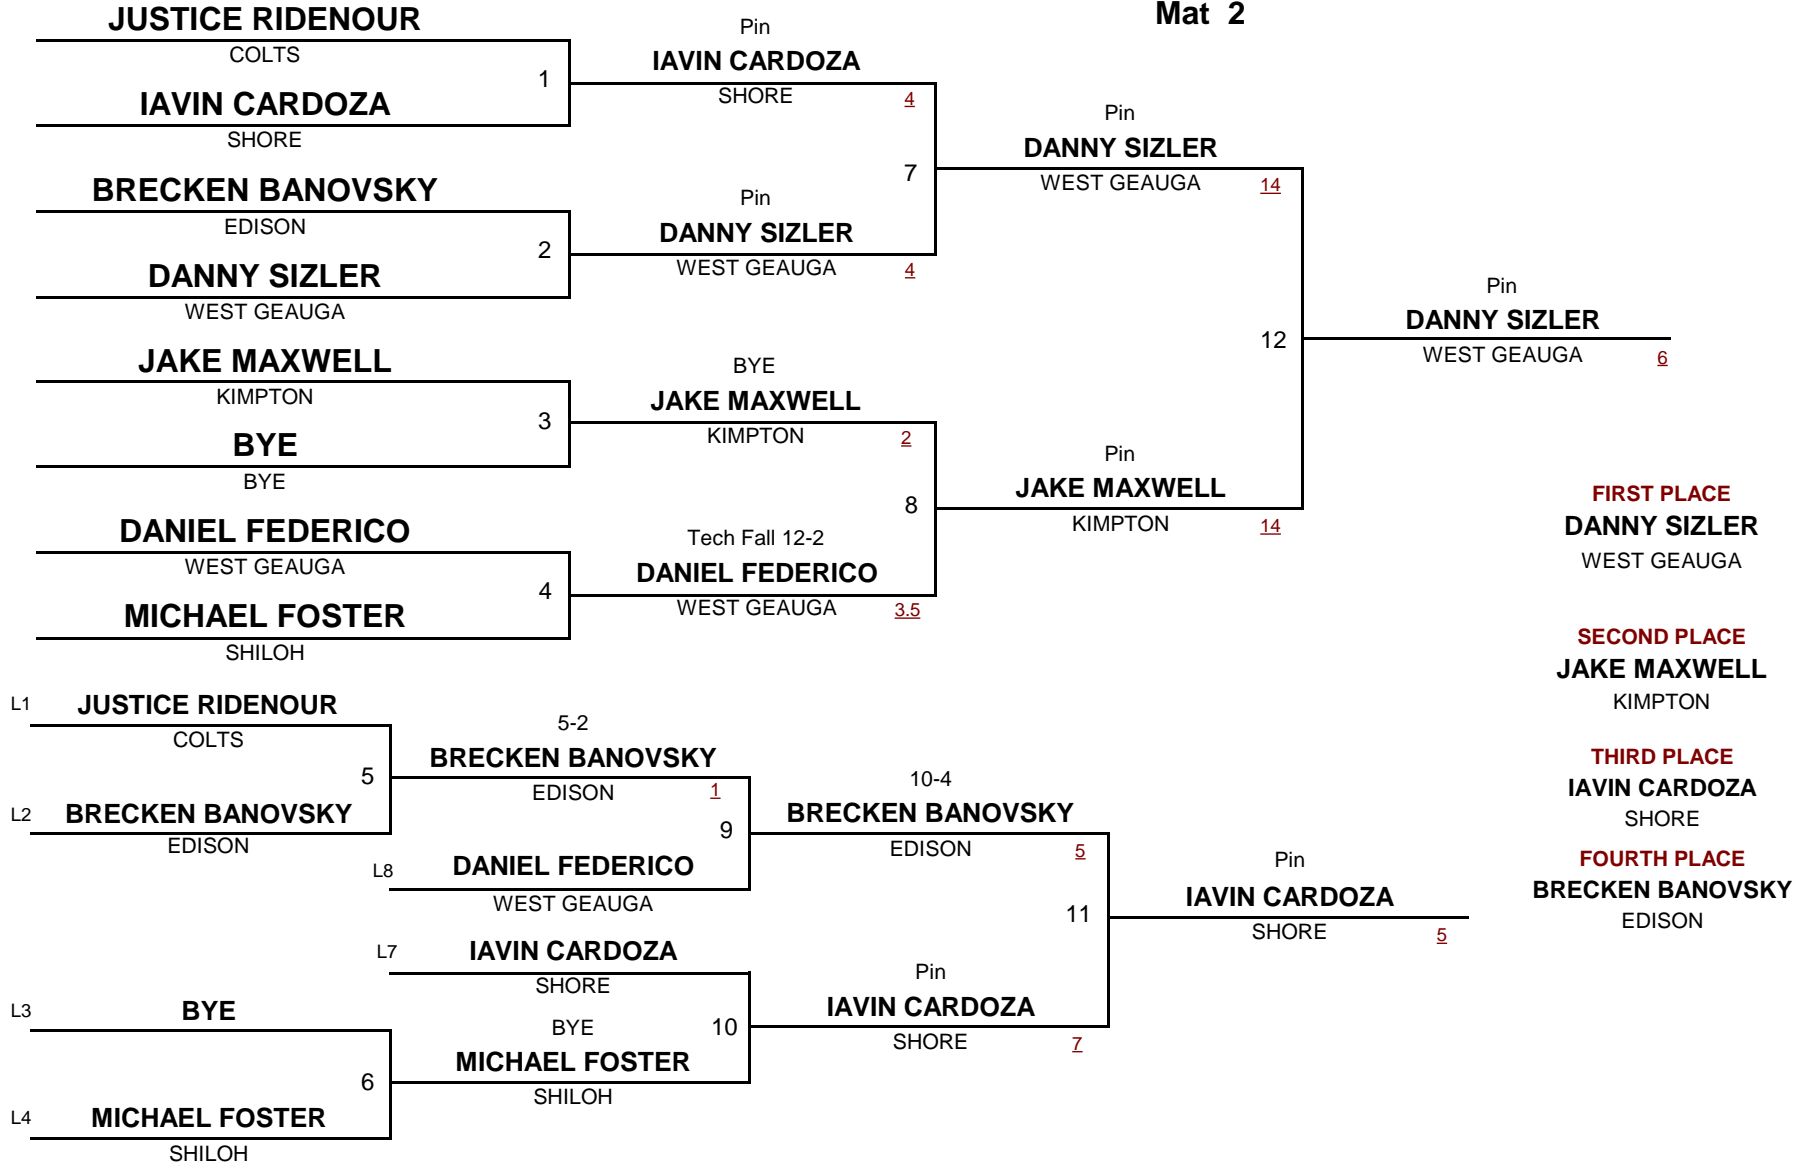 Mat 2
JUSTICE RIDENOUR
COLTS
1
IAVIN CARDOZA
SHORE
Pin
IAVIN CARDOZA
SHORE
4
BRECKEN BANOVSKY
EDISON
2
DANNY SIZLER
WEST GEAUGA
Pin
DANNY SIZLER
WEST GEAUGA
4
7
Pin
DANNY SIZLER
WEST GEAUGA
14
JAKE MAXWELL
KIMPTON
3
BYE
BYE
BYE
JAKE MAXWELL
KIMPTON
2
DANIEL FEDERICO
WEST GEAUGA
4
MICHAEL FOSTER
SHILOH
Tech Fall 12-2
DANIEL FEDERICO
WEST GEAUGA
3.5
8
Pin
JAKE MAXWELL
KIMPTON
14
12
Pin
DANNY SIZLER
WEST GEAUGA
6
FIRST PLACE
DANNY SIZLER
WEST GEAUGA
SECOND PLACE
JAKE MAXWELL
KIMPTON
THIRD PLACE
IAVIN CARDOZA
SHORE
FOURTH PLACE
BRECKEN BANOVSKY
EDISON
L1
JUSTICE RIDENOUR
COLTS
5
L2
BRECKEN BANOVSKY
EDISON
5-2
BRECKEN BANOVSKY
EDISON
1
9
L8
DANIEL FEDERICO
WEST GEAUGA
10-4
BRECKEN BANOVSKY
EDISON
5
L7
IAVIN CARDOZA
SHORE
L3
BYE
6
L4
MICHAEL FOSTER
SHILOH
BYE
MICHAEL FOSTER
SHILOH
10
Pin
IAVIN CARDOZA
SHORE
7
11
Pin
IAVIN CARDOZA
SHORE
5